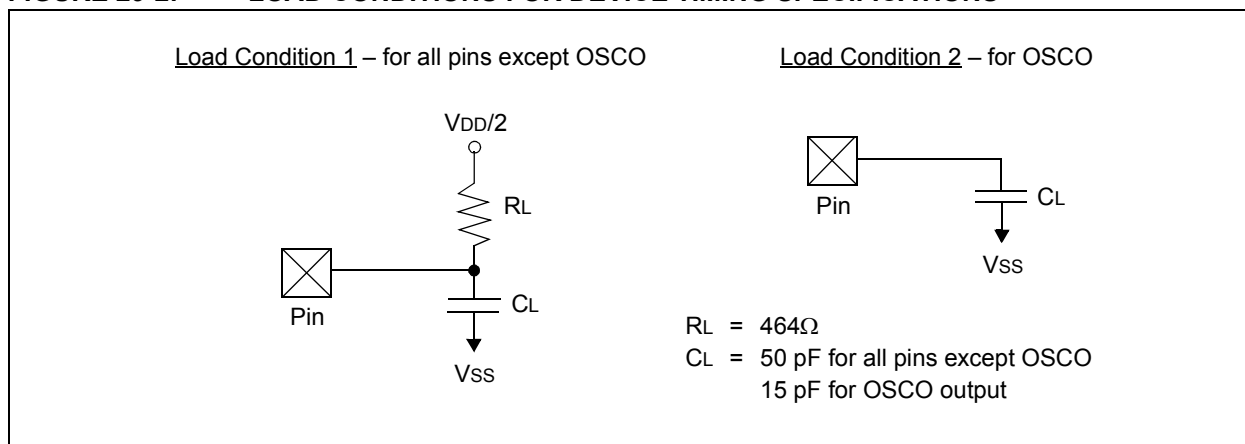 Load Condition 1 – for all pins except OSCO
Load Condition 2 – for OSCO
VDD/2
RL
Pin
CL
VSS
Pin
CL
VSS
RL = 464Ω
CL = 50 pF for all pins except OSCO
15 pF for OSCO output